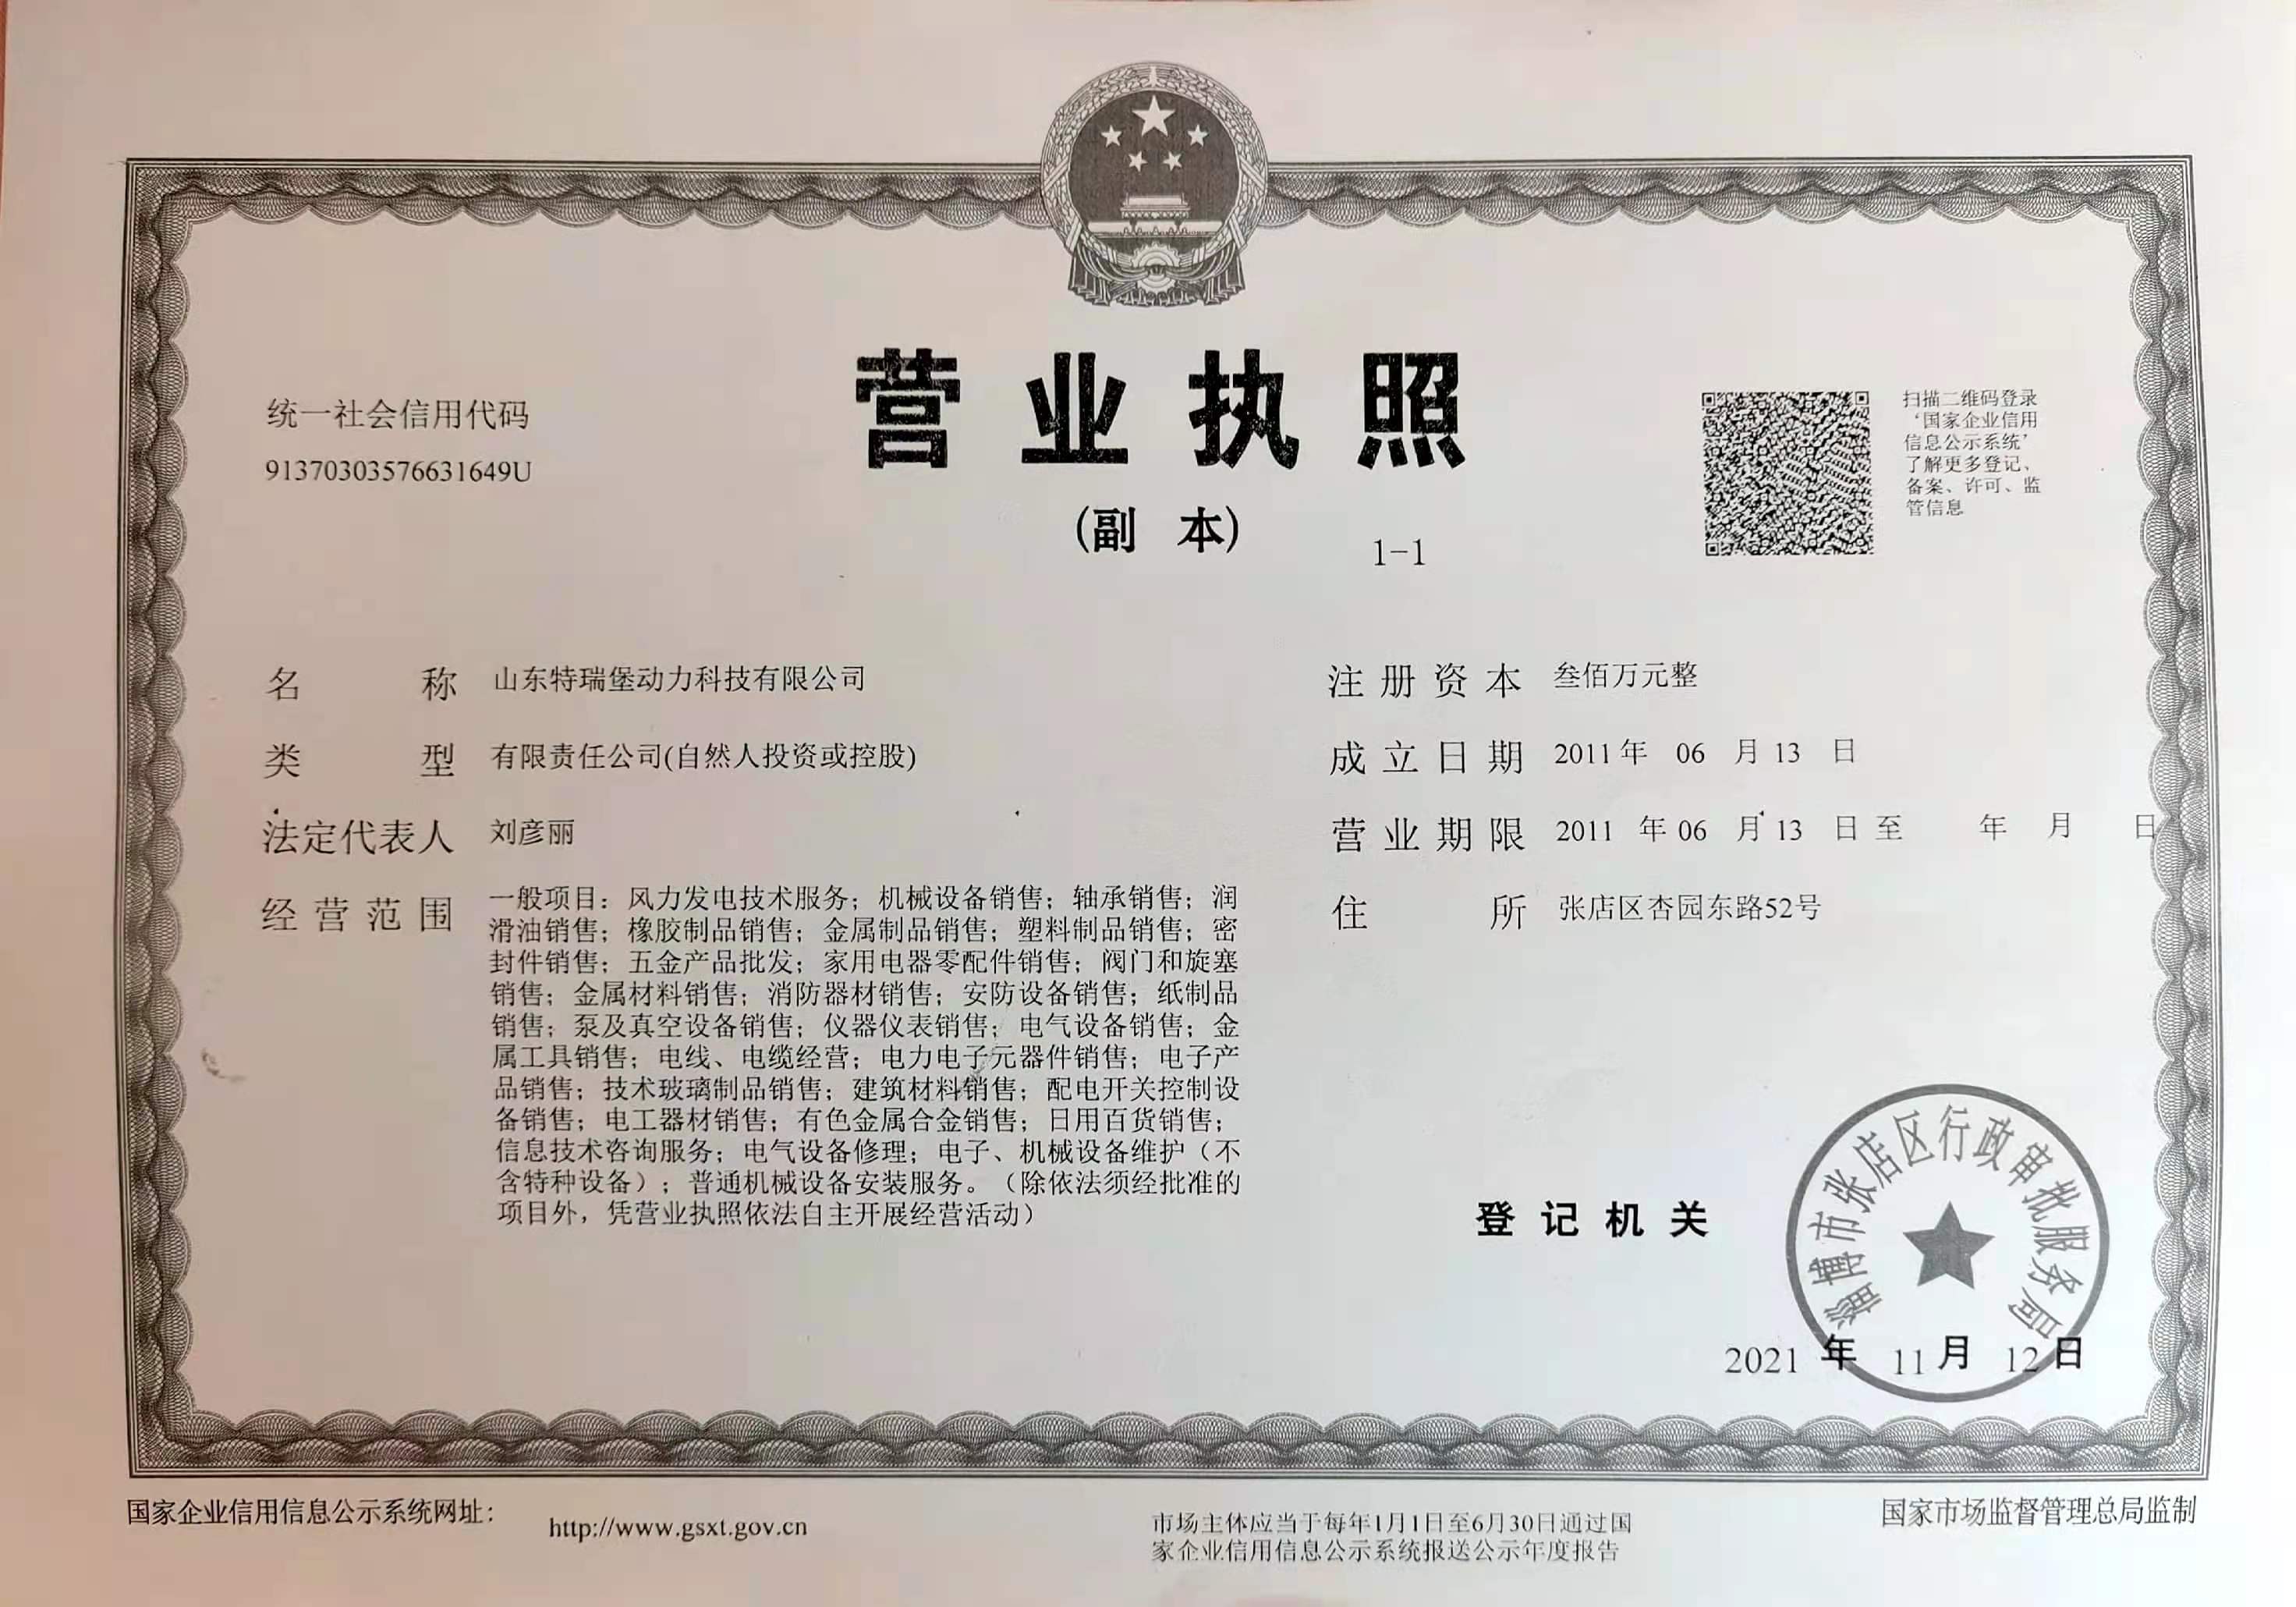 营业执照
(副 本)
1-1
统一社会信用代码
91370303576631649U
扫描二维码登录
‘国家企业信用
信息公示系统’
了解更多登记、
备案、许可、监
管信息
名 称 山东特瑞堡动力科技有限公司
类 型 有限责任公司(自然人投资或控股)
法定代表人 刘彦丽
经营范围 一般项目：风力发电技术服务；机械设备销售；轴承销售；润
滑油销售；橡胶制品销售；金属制品销售；塑料制品销售；密
封件销售；五金产品批发；家用电器零配件销售；阀门和旋塞
销售；金属材料销售；消防器材销售；安防设备销售；纸制品
销售；泵及真空设备销售；仪器仪表销售；电气设备销售；金
属工具销售；电线、电缆经营；电力电子元器件销售；电子产
品销售；技术玻璃制品销售；建筑材料销售；配电开关控制设
备销售；电工器材销售；有色金属合金销售；日用百货销售；
信息技术咨询服务；电气设备修理；电子、机械设备维护（不
含特种设备）；普通机械设备安装服务。（除依法须经批准的
项目外，凭营业执照依法自主开展经营活动）
注册资本 叁佰万元整
成立日期 2011年 06 月 13 日
营业期限 2011 年 06 月 13 日 至 年 月 日
住 所 张店区杏园东路52号
登记机关
淄博市张店区行政审批服务局
2021 年 11 月 12 日
国家企业信用信息公示系统网址： http://www.gsxt.gov.cn
市场主体应当于每年1月1日至6月30日通过国
家企业信用信息公示系统报送公示年度报告
国家市场监督管理总局监制